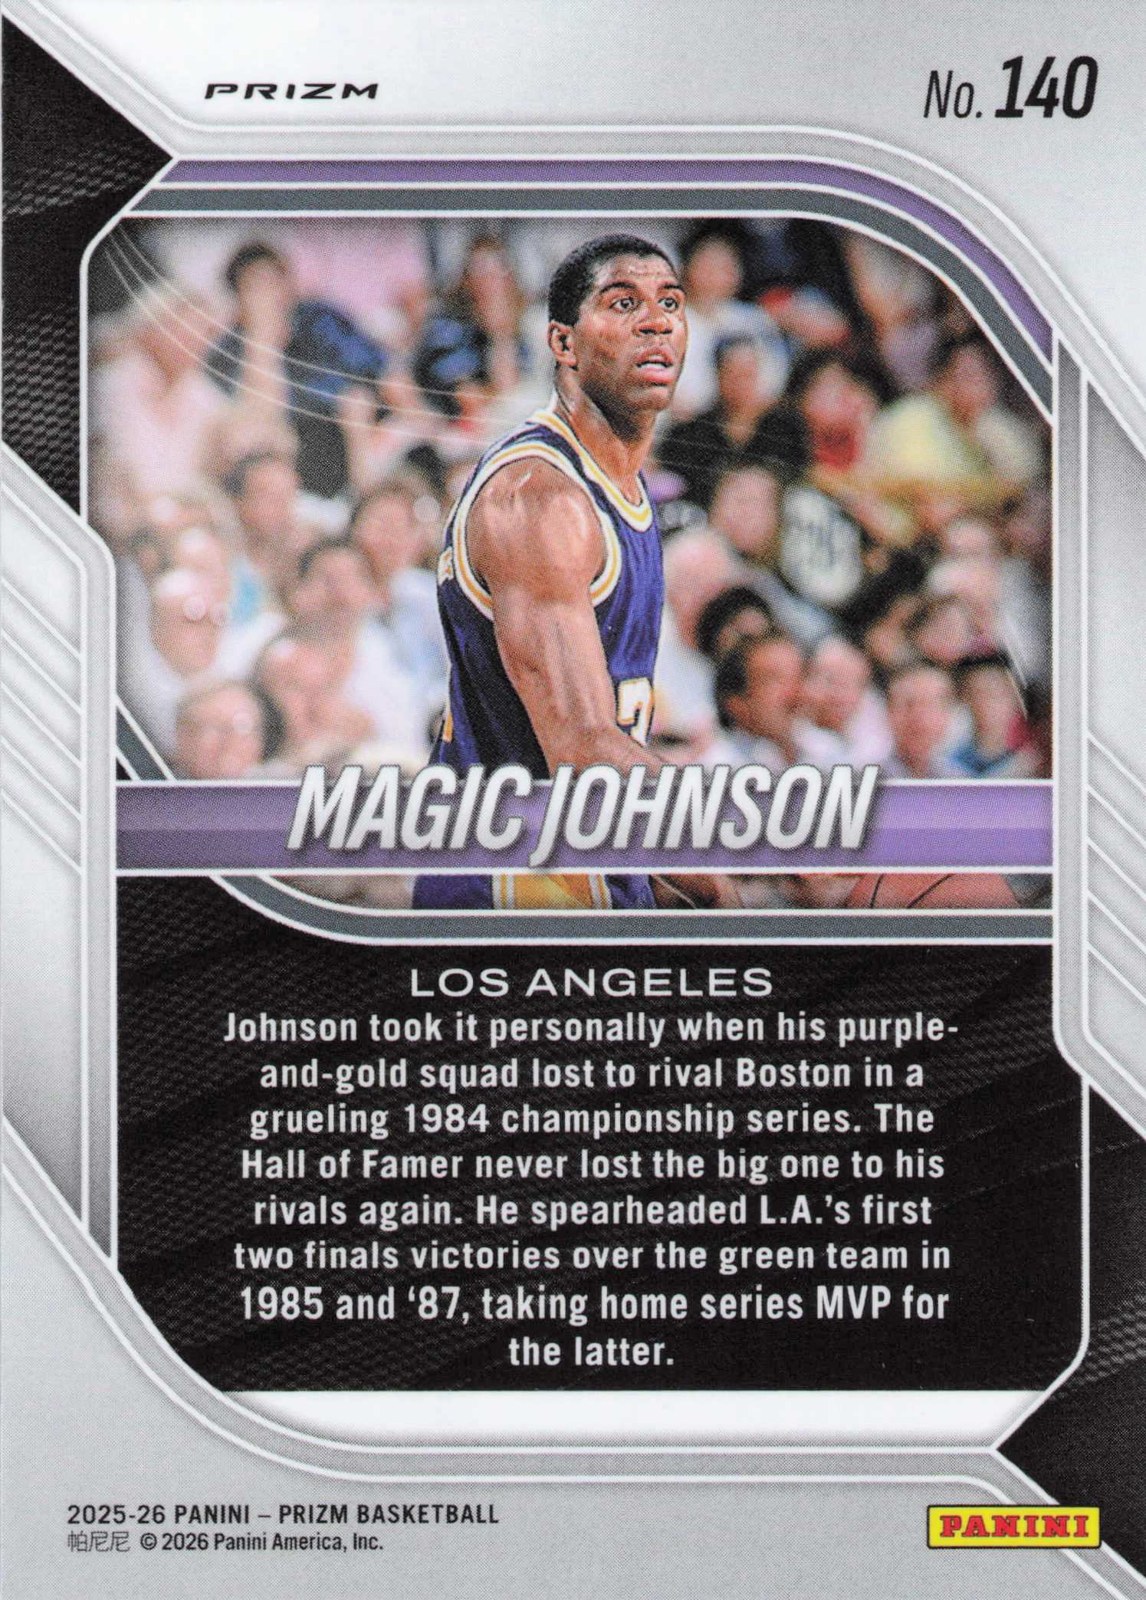 PRIZM
No. 140
MAGIC JOHNSON
LOS ANGELES
Johnson took it personally when his purple-
and-gold squad lost to rival Boston in a
grueling 1984 championship series. The
Hall of Famer never lost the big one to his
rivals again. He spearheaded L.A.'s first
two finals victories over the green team in
1985 and ‘87, taking home series MVP for
the latter.
2025-26 PANINI – PRIZM BASKETBALL
帕尼尼 © 2026 Panini America, Inc.
PANINI